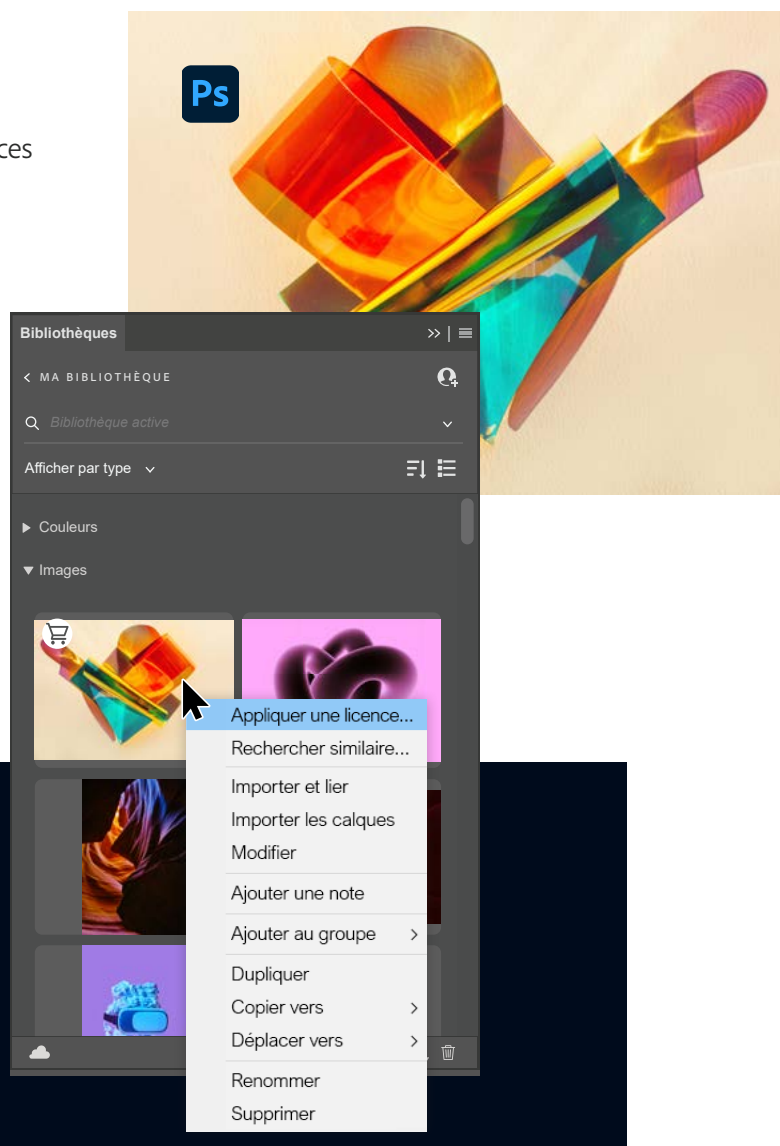 Ps
ces
Bibliothèques
MA BIBLIOTHÈQUE
Bibliothèque active
Afficher par type
Couleurs
Images
Appliquer une licence...
Rechercher similaire...
Importer et lier
Importer les calques
Modifier
Ajouter une note
Ajouter au groupe
Dupliquer
Copier vers
Déplacer vers
Renommer
Supprimer